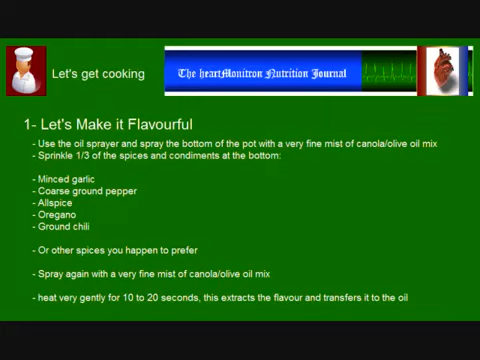 Let's get cooking
The heartMonitron Nutrition Journal
1- Let's Make it Flavourful
- Use the oil sprayer and spray the bottom of the pot with a very fine mist of canola/olive oil mix
- Sprinkle 1/3 of the spices and condiments at the bottom:
- Minced garlic
- Coarse ground pepper
- Allspice
- Oregano
- Ground chili
- Or other spices you happen to prefer
- Spray again with a very fine mist of canola/olive oil mix
- heat very gently for 10 to 20 seconds, this extracts the flavour and transfers it to the oil